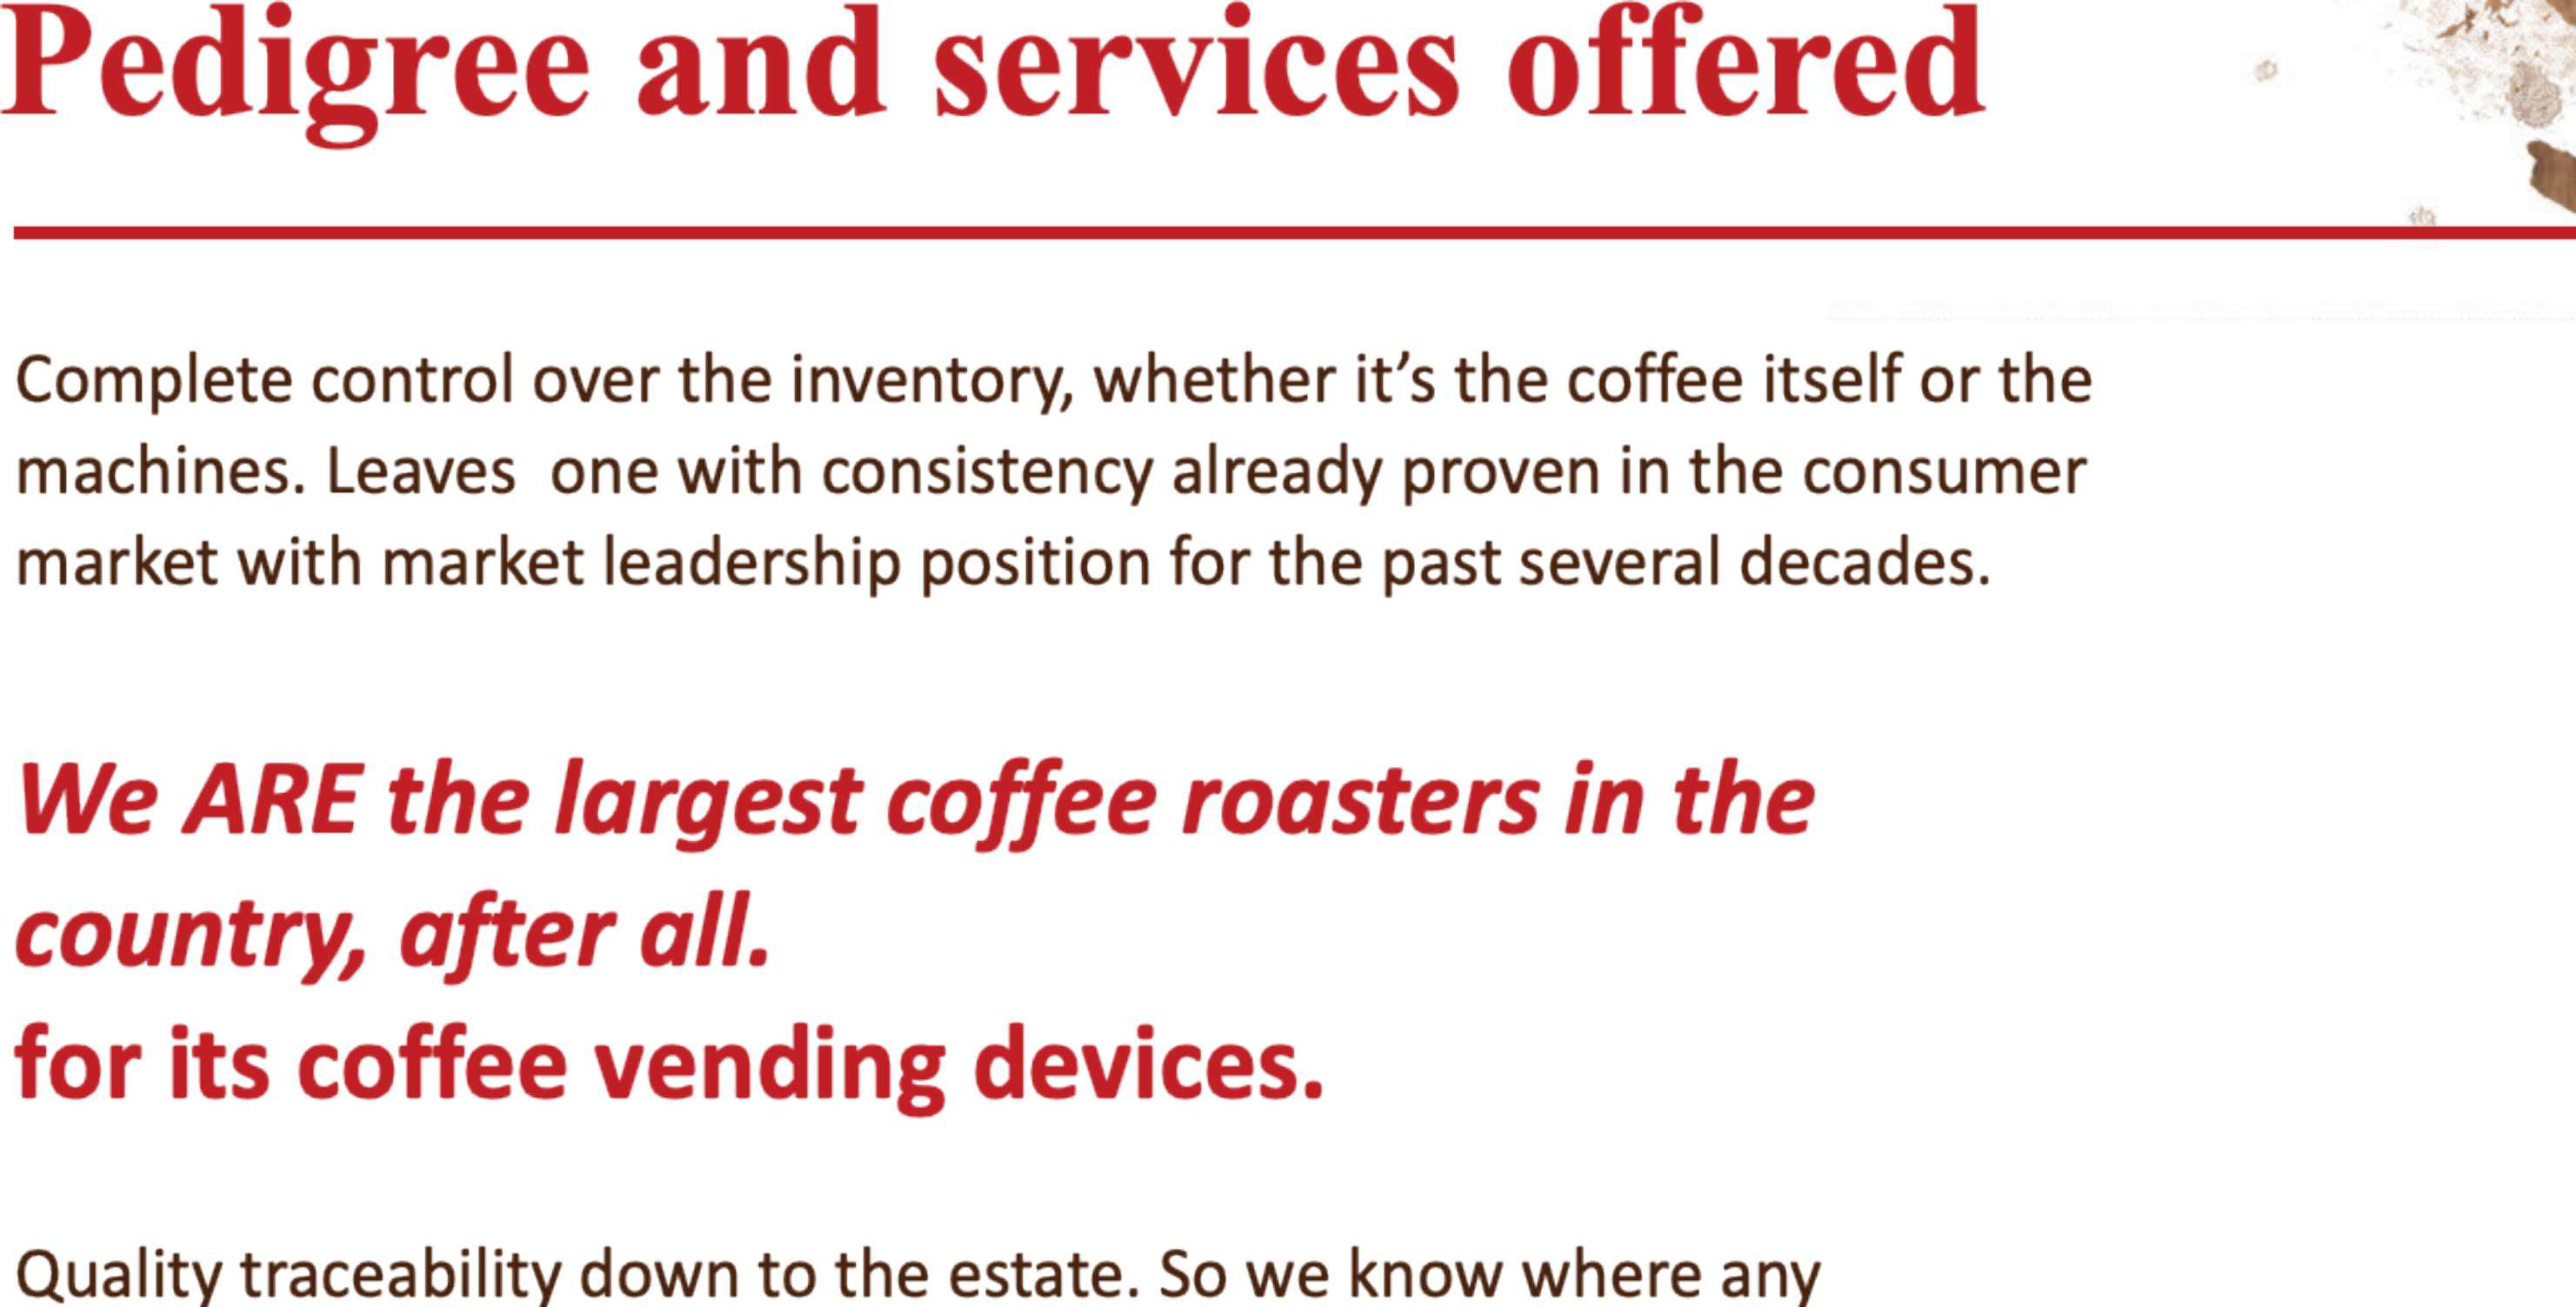 Pedigree and services offered
Complete control over the inventory, whether it’s the coffee itself or the
machines. Leaves  one with consistency already proven in the consumer
market with market leadership position for the past several decades.
We ARE the largest coffee roasters in the
country, after all.
for its coffee vending devices.
Quality traceability down to the estate. So we know where any